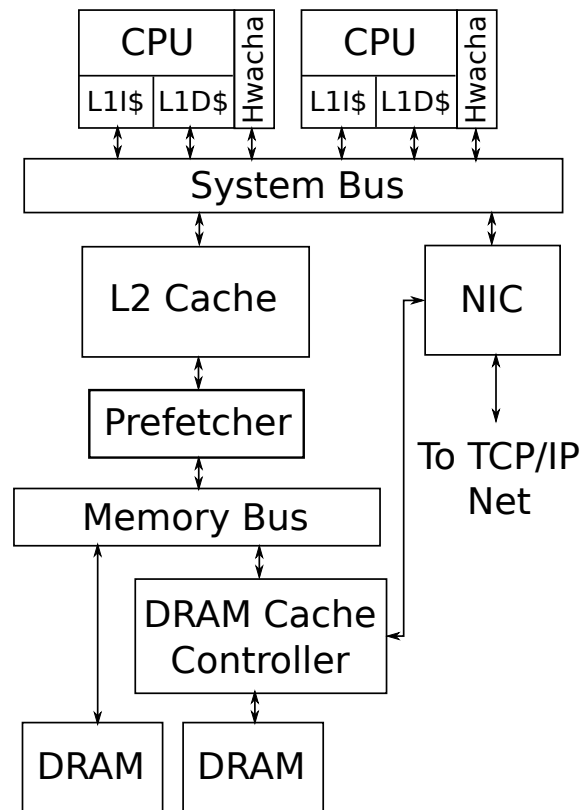 CPU
L1I$
L1D$
Hwacha
CPU
L1I$
L1D$
Hwacha
System Bus
L2 Cache
NIC
Prefetcher
To TCP/IP
Net
Memory Bus
DRAM Cache
Controller
DRAM
DRAM